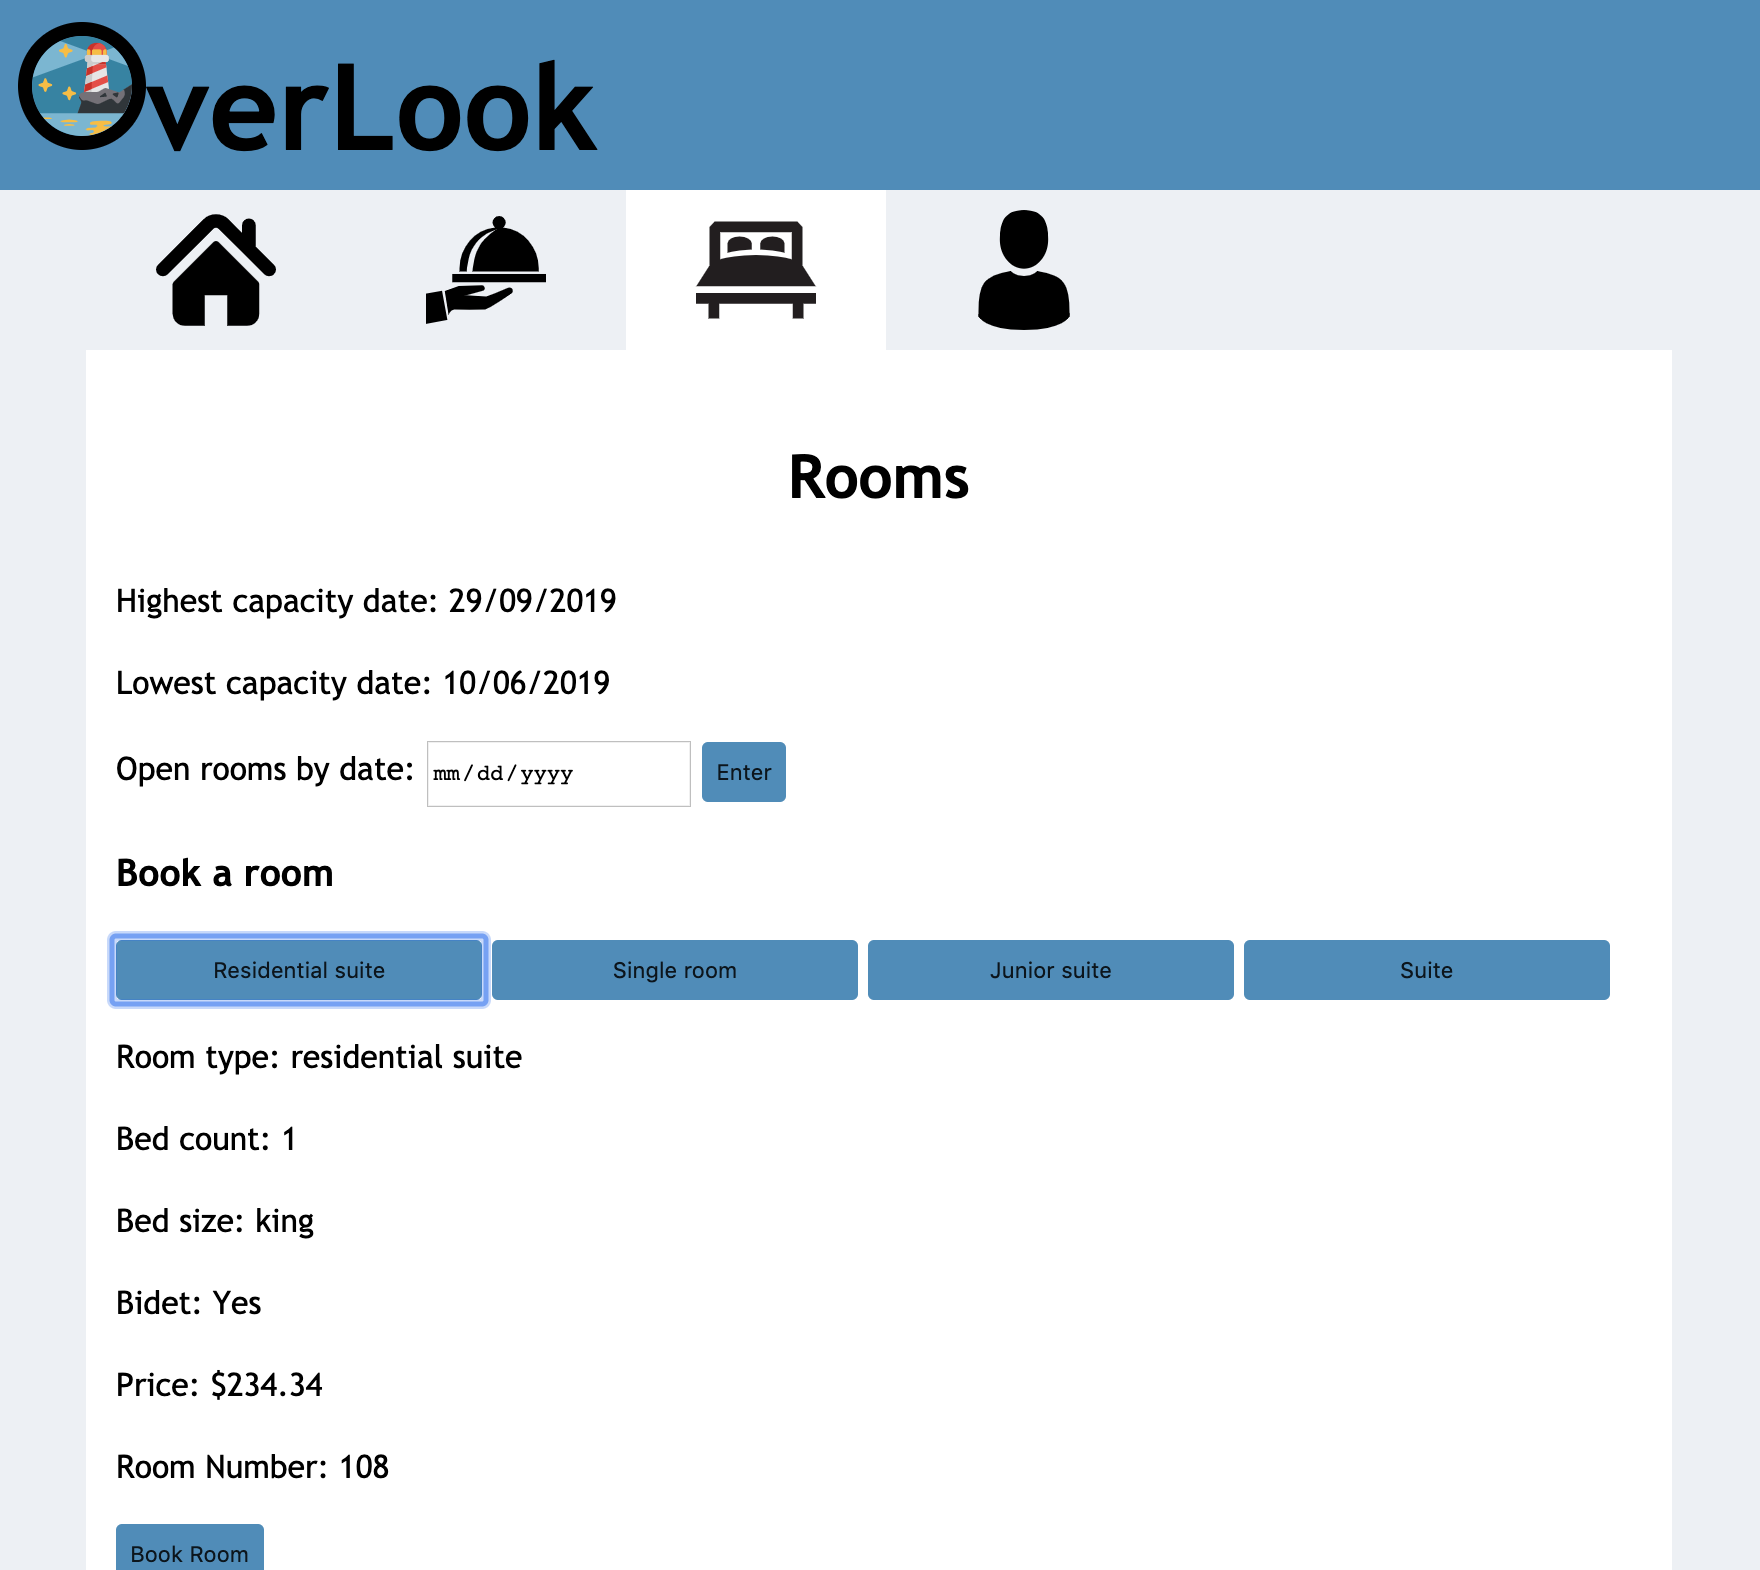 OverLook
Rooms
Highest capacity date: 29/09/2019
Lowest capacity date: 10/06/2019
Open rooms by date: mm/dd/yyyy Enter
Book a room
Residential suite Single room Junior suite Suite
Room type: residential suite
Bed count: 1
Bed size: king
Bidet: Yes
Price: $234.34
Room Number: 108
Book Room